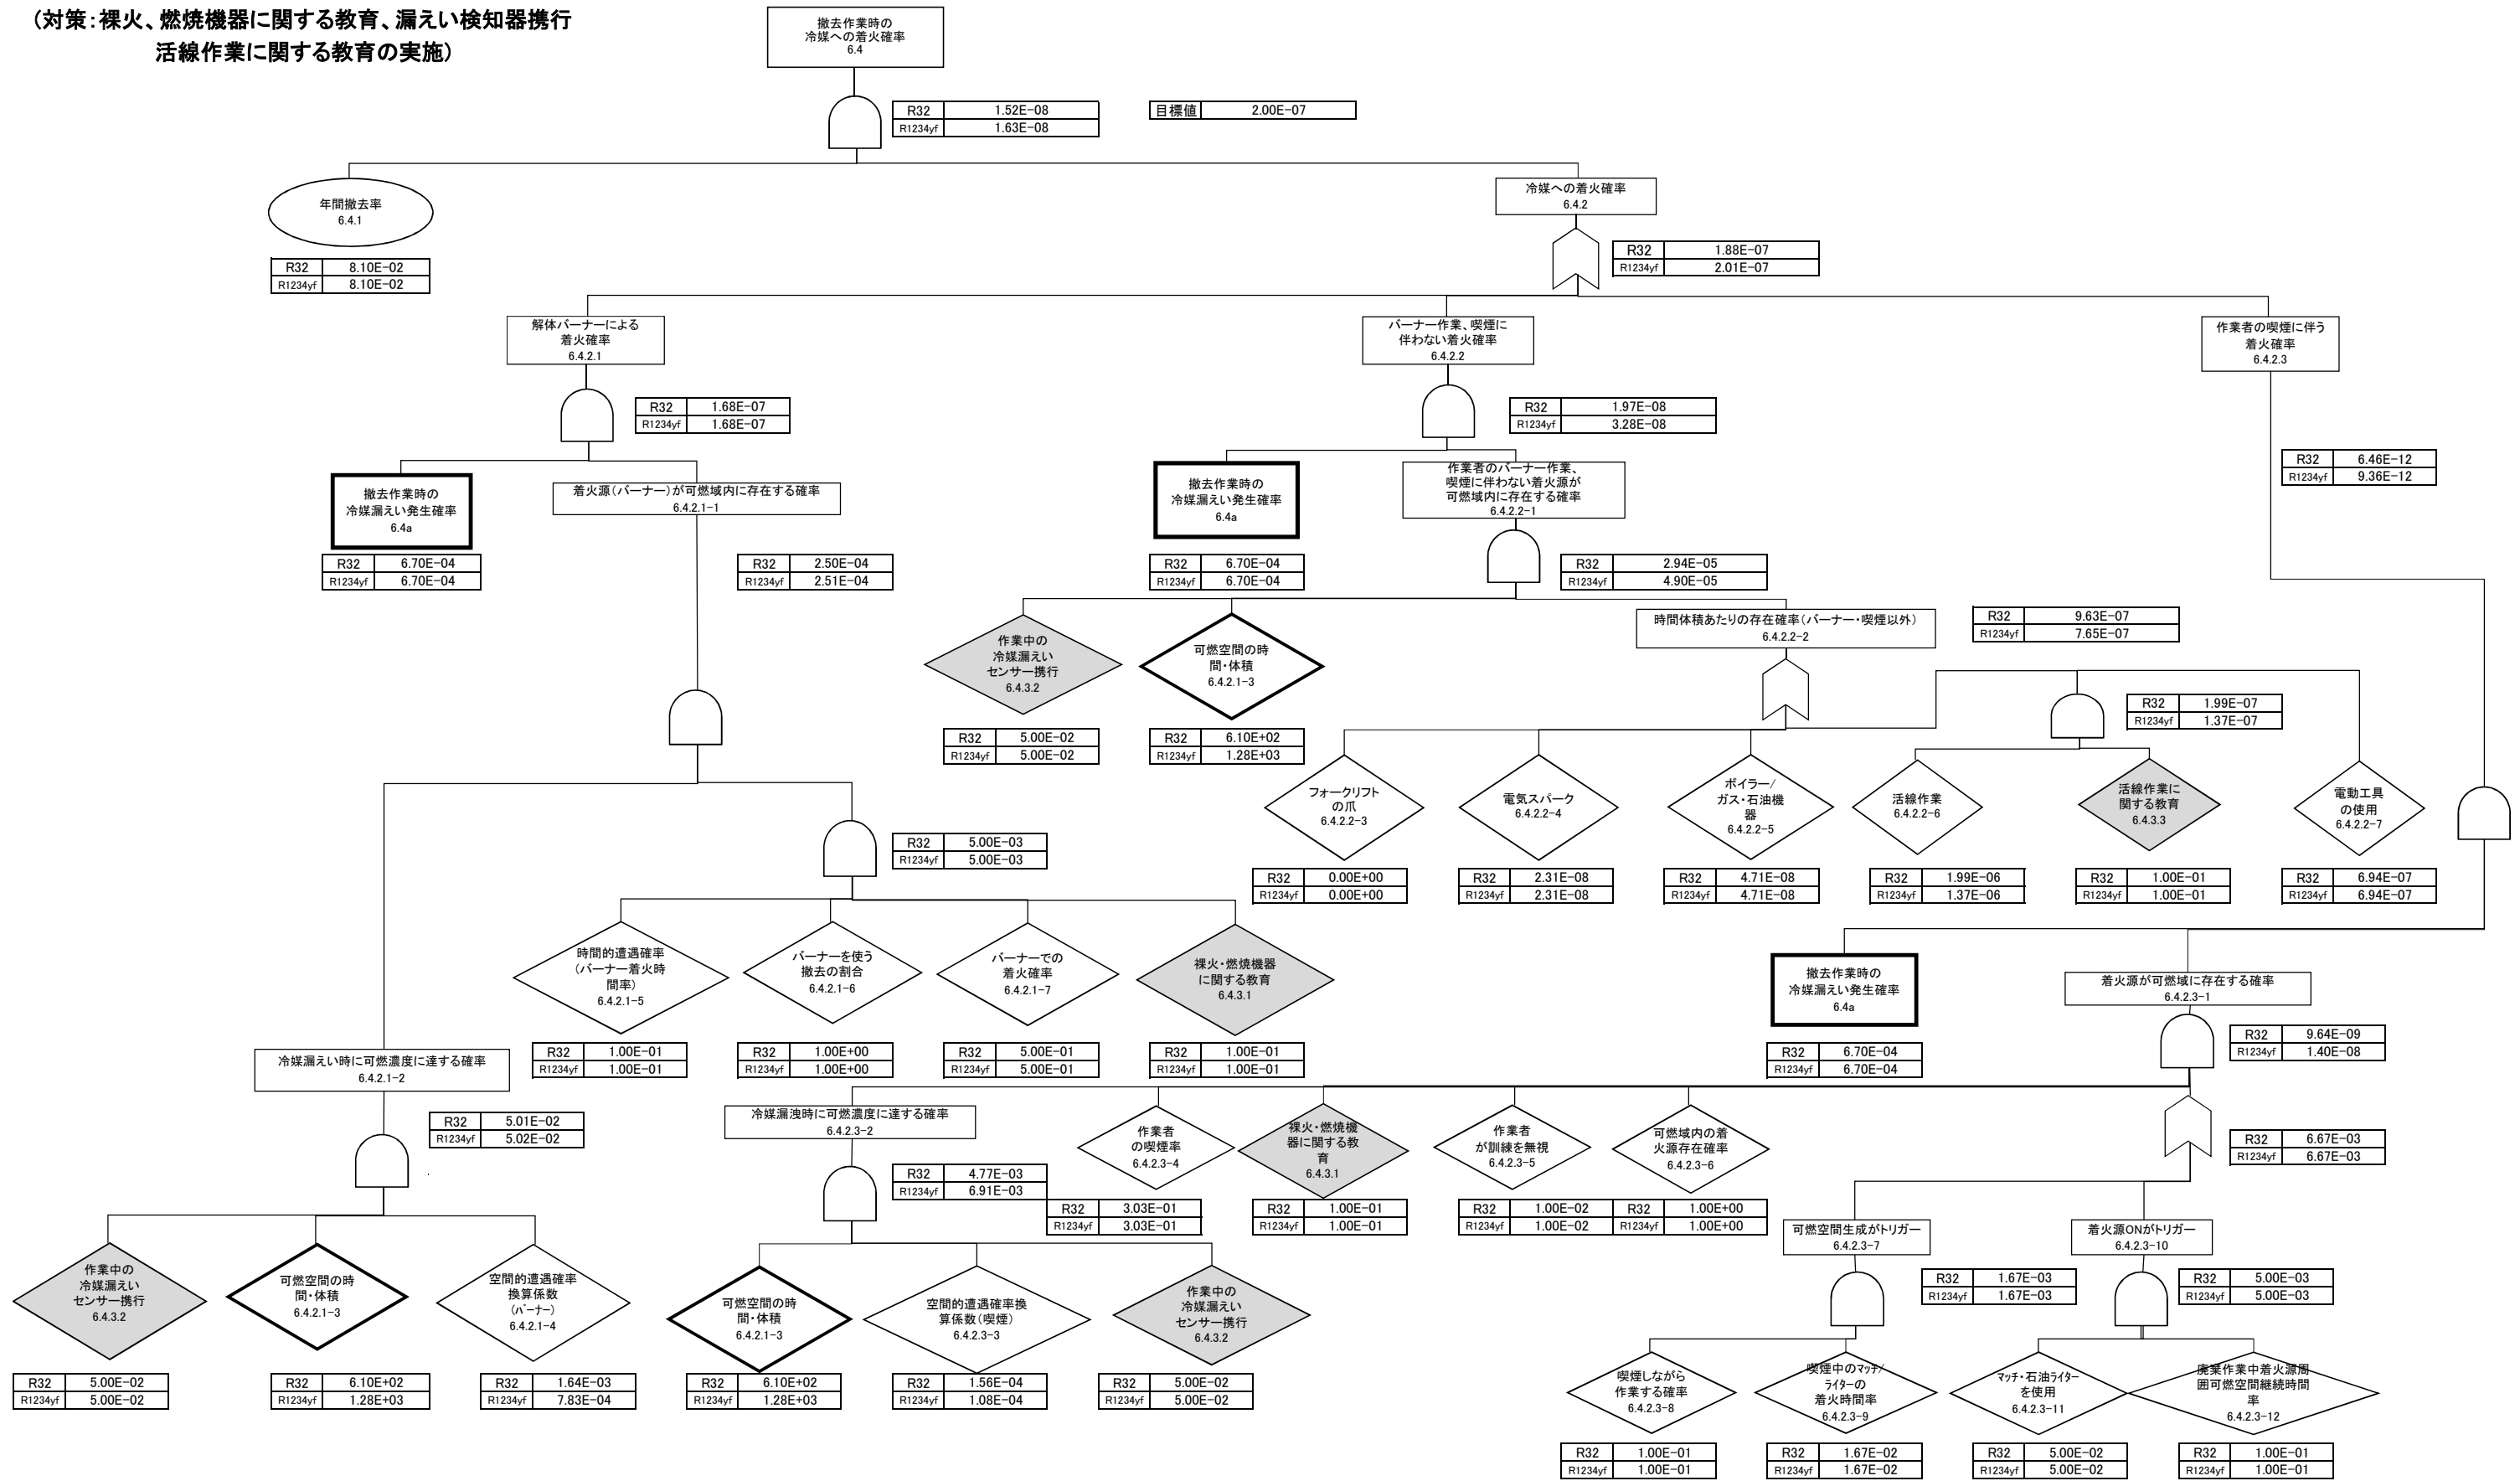 (対策：裸火、燃焼機器に関する教育、漏えい検知器携行
活線作業に関する教育の実施)
撤去作業時の
冷媒への着火確率
6.4
R32 1.52E-08
R1234yf 1.63E-08
目標値 2.00E-07
年間撤去率
6.4.1
R32 8.10E-02
R1234yf 8.10E-02
冷媒への着火確率
6.4.2
R32 1.88E-07
R1234yf 2.01E-07
解体バーナーによる
着火確率
6.4.2.1
R32 1.68E-07
R1234yf 1.68E-07
バーナー作業、喫煙に
伴わない着火確率
6.4.2.2
R32 1.97E-08
R1234yf 3.28E-08
作業者の喫煙に伴う
着火確率
6.4.2.3
R32 6.46E-12
R1234yf 9.36E-12
撤去作業時の
冷媒漏えい発生確率
6.4a
R32 6.70E-04
R1234yf 6.70E-04
着火源(バーナー)が可燃域内に存在する確率
6.4.2.1-1
R32 2.50E-04
R1234yf 2.51E-04
撤去作業時の
冷媒漏えい発生確率
6.4a
R32 6.70E-04
R1234yf 6.70E-04
作業者のバーナー作業、
喫煙に伴わない着火源が
可燃域内に存在する確率
6.4.2.2-1
R32 2.94E-05
R1234yf 4.90E-05
作業中の
冷媒漏えい
センサー携行
6.4.3.2
R32 5.00E-02
R1234yf 5.00E-02
可燃空間の時
間・体積
6.4.2.1-3
R32 6.10E+02
R1234yf 1.28E+03
時間体積あたりの存在確率(バーナー・喫煙以外)
6.4.2.2-2
R32 9.63E-07
R1234yf 7.65E-07
R32 1.99E-07
R1234yf 1.37E-07
フォークリフト
の爪
6.4.2.2-3
R32 0.00E+00
R1234yf 0.00E+00
電気スパーク
6.4.2.2-4
R32 2.31E-08
R1234yf 2.31E-08
ボイラー/
ガス・石油機
器
6.4.2.2-5
R32 4.71E-08
R1234yf 4.71E-08
活線作業
6.4.2.2-6
R32 1.99E-06
R1234yf 1.37E-06
活線作業に
関する教育
6.4.3.3
R32 1.00E-01
R1234yf 1.00E-01
電動工具
の使用
6.4.2.2-7
R32 6.94E-07
R1234yf 6.94E-07
R32 5.00E-03
R1234yf 5.00E-03
時間的遭遇確率
(バーナー着火時
間率)
6.4.2.1-5
R32 1.00E-01
R1234yf 1.00E-01
バーナーを使う
撤去の割合
6.4.2.1-6
R32 1.00E+00
R1234yf 1.00E+00
バーナーでの
着火確率
6.4.2.1-7
R32 5.00E-01
R1234yf 5.00E-01
裸火・燃焼機器
に関する教育
6.4.3.1
R32 1.00E-01
R1234yf 1.00E-01
撤去作業時の
冷媒漏えい発生確率
6.4a
R32 6.70E-04
R1234yf 6.70E-04
着火源が可燃域に存在する確率
6.4.2.3-1
R32 9.64E-09
R1234yf 1.40E-08
冷媒漏えい時に可燃濃度に達する確率
6.4.2.1-2
R32 5.01E-02
R1234yf 5.02E-02
冷媒漏洩時に可燃濃度に達する確率
6.4.2.3-2
R32 4.77E-03
R1234yf 6.91E-03
作業者
の喫煙率
6.4.2.3-4
R32 3.03E-01
R1234yf 3.03E-01
裸火・燃焼機
器に関する教
育
6.4.3.1
R32 1.00E-01
R1234yf 1.00E-01
作業者
が訓練を無視
6.4.2.3-5
R32 1.00E-02
R1234yf 1.00E-02
可燃域内の着
火源存在確率
6.4.2.3-6
R32 1.00E+00
R1234yf 1.00E+00
R32 6.67E-03
R1234yf 6.67E-03
可燃空間生成がトリガー
6.4.2.3-7
R32 1.67E-03
R1234yf 1.67E-03
着火源ONがトリガー
6.4.2.3-10
R32 5.00E-03
R1234yf 5.00E-03
作業中の
冷媒漏えい
センサー携行
6.4.3.2
R32 5.00E-02
R1234yf 5.00E-02
可燃空間の時
間・体積
6.4.2.1-3
R32 6.10E+02
R1234yf 1.28E+03
空間的遭遇確率
換算係数
(バーナー)
6.4.2.1-4
R32 1.64E-03
R1234yf 7.83E-04
可燃空間の時
間・体積
6.4.2.1-3
R32 6.10E+02
R1234yf 1.28E+03
空間的遭遇確率換
算係数(喫煙)
6.4.2.3-3
R32 1.56E-04
R1234yf 1.08E-04
作業中の
冷媒漏えい
センサー携行
6.4.3.2
R32 5.00E-02
R1234yf 5.00E-02
喫煙しながら
作業する確率
6.4.2.3-8
R32 1.00E-01
R1234yf 1.00E-01
喫煙中のマッチ/
ライターの
着火時間率
6.4.2.3-9
R32 1.67E-02
R1234yf 1.67E-02
マッチ・石油ライター
を使用
6.4.2.3-11
R32 5.00E-02
R1234yf 5.00E-02
廃棄作業中着火源周
囲可燃空間継続時間
率
6.4.2.3-12
R32 1.00E-01
R1234yf 1.00E-01